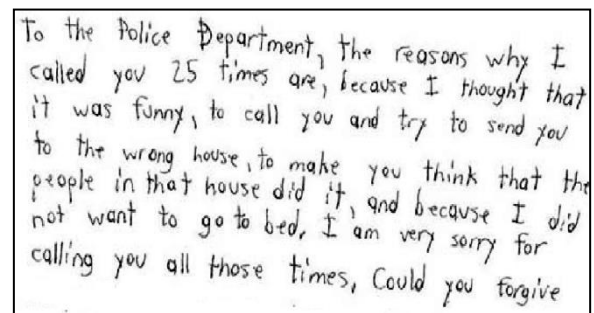 To the Police Department, the reasons why I
called you 25 times are, because I thought that
it was funny, to call you and try to send you
to the wrong house, to make you think that the
people in that house did it, and because I did
not want to go to bed. I am very sorry for
calling you all those times, Could you forgive